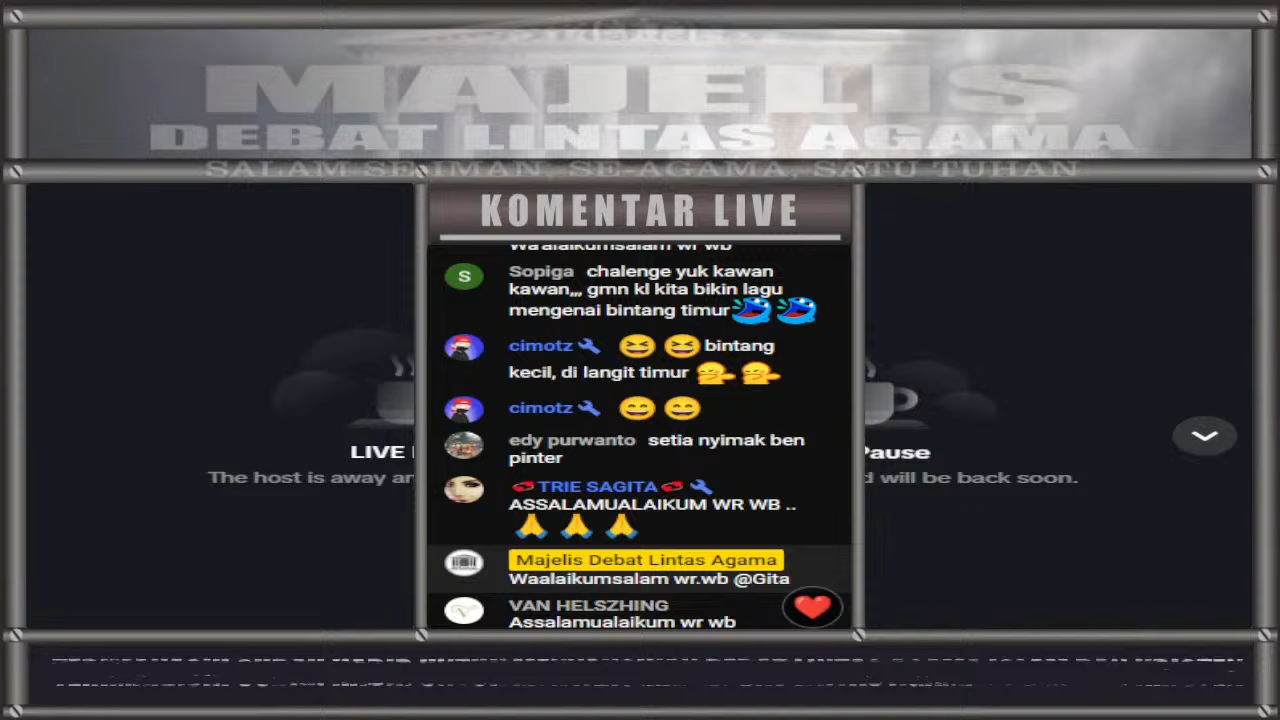 MAJELIS
DEBAT LINTAS AGAMA
SALAM SEIMAN, SE-AGAMA, SATU TUHAN
KOMENTAR LIVE
Wa'alaikumsalam wr wb
S
Sopiga chalenge yuk kawan
kawan,,, gmn kl kita bikin lagu
mengenai bintang timur🤣🤣
cimotz 😆😆bintang
kecil, di langit timur 🤧🤧
cimotz 😄😄
edy purwanto setia nyimak ben
pinter
LIVE
Pause
The host is away an
d will be back soon.
TRIE SAGITA
ASSALAMUALAIKUM WR WB ..
🙏🙏🙏
Majelis Debat Lintas Agama
Waalaikumsalam wr.wb @Gita
VAN HELSZHING
Assalamualaikum wr wb